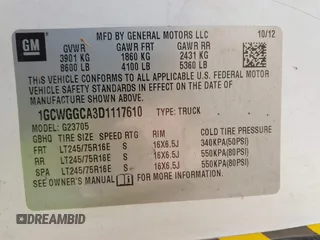 GM
MFD BY GENERAL MOTORS LLC 10/12
GVWR GAWR FRT GAWR RR
3901 KG 1860 KG 2431 KG
8600 LB 4100 LB 5360 LB
THIS VEHICLE CONFORMS TO ALL APPLICABLE U.S. FEDERAL MOTOR
VEHICLE SAFETY STANDARDS IN EFFECT ON THE DATE OF
MANUFACTURE SHOWN ABOVE.
1GCWGGCA3D1117610 TYPE: TRUCK
MODEL: G23705
GBHQ TIRE SIZE SPEED RTG RIM COLD TIRE PRESSURE
FRT LT245/75R16E S 16X6.5J 340KPA(50PSI)
RR LT245/75R16E S 16X6.5J 550KPA(80PSI)
SPA LT245/75R16E S 16X6.5J 550KPA(80PSI)
SEE OWNER'S MANUAL FOR
DREAMBID